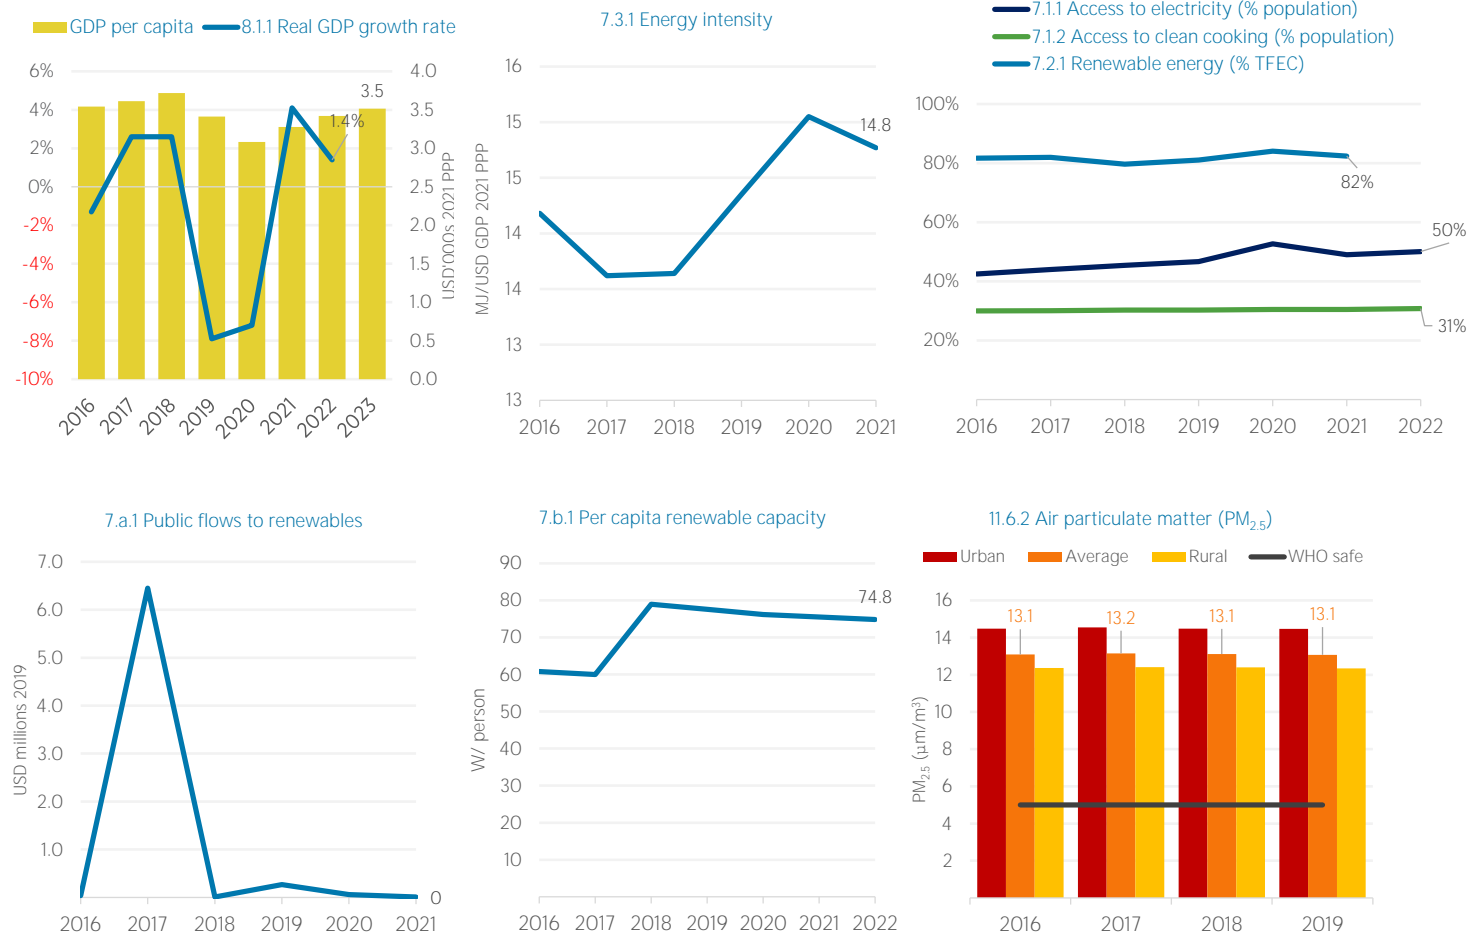 GDP per capita 8.1.1 Real GDP growth rate
6%
4%
2%
0%
-2%
-4%
-6%
-8%
-10%
4.0
3.5
3.0
2.5
2.0
1.5
1.0
0.5
0.0
USD'000s 2021 PPP
3.5
1.4%
2016 2017 2018 2019 2020 2021 2022 2023
7.3.1 Energy intensity
16
15
15
14
14
13
13
MJ/USD GDP 2021 PPP
14.8
2016 2017 2018 2019 2020 2021
7.1.1 Access to electricity (% population)
7.1.2 Access to clean cooking (% population)
7.2.1 Renewable energy (% TFEC)
100%
80%
60%
40%
20%
82%
50%
31%
2016 2017 2018 2019 2020 2021 2022
7.a.1 Public flows to renewables
7.0
6.0
5.0
4.0
3.0
2.0
1.0
USD millions 2019
0
2016 2017 2018 2019 2020 2021
7.b.1 Per capita renewable capacity
90
80
70
60
50
40
30
20
10
W/ person
74.8
2016 2017 2018 2019 2020 2021 2022
11.6.2 Air particulate matter (PM2.5)
Urban Average Rural WHO safe
16
14
12
10
8
6
4
2
PM2.5 (µm/m³)
13.1 13.2 13.1 13.1
2016 2017 2018 2019